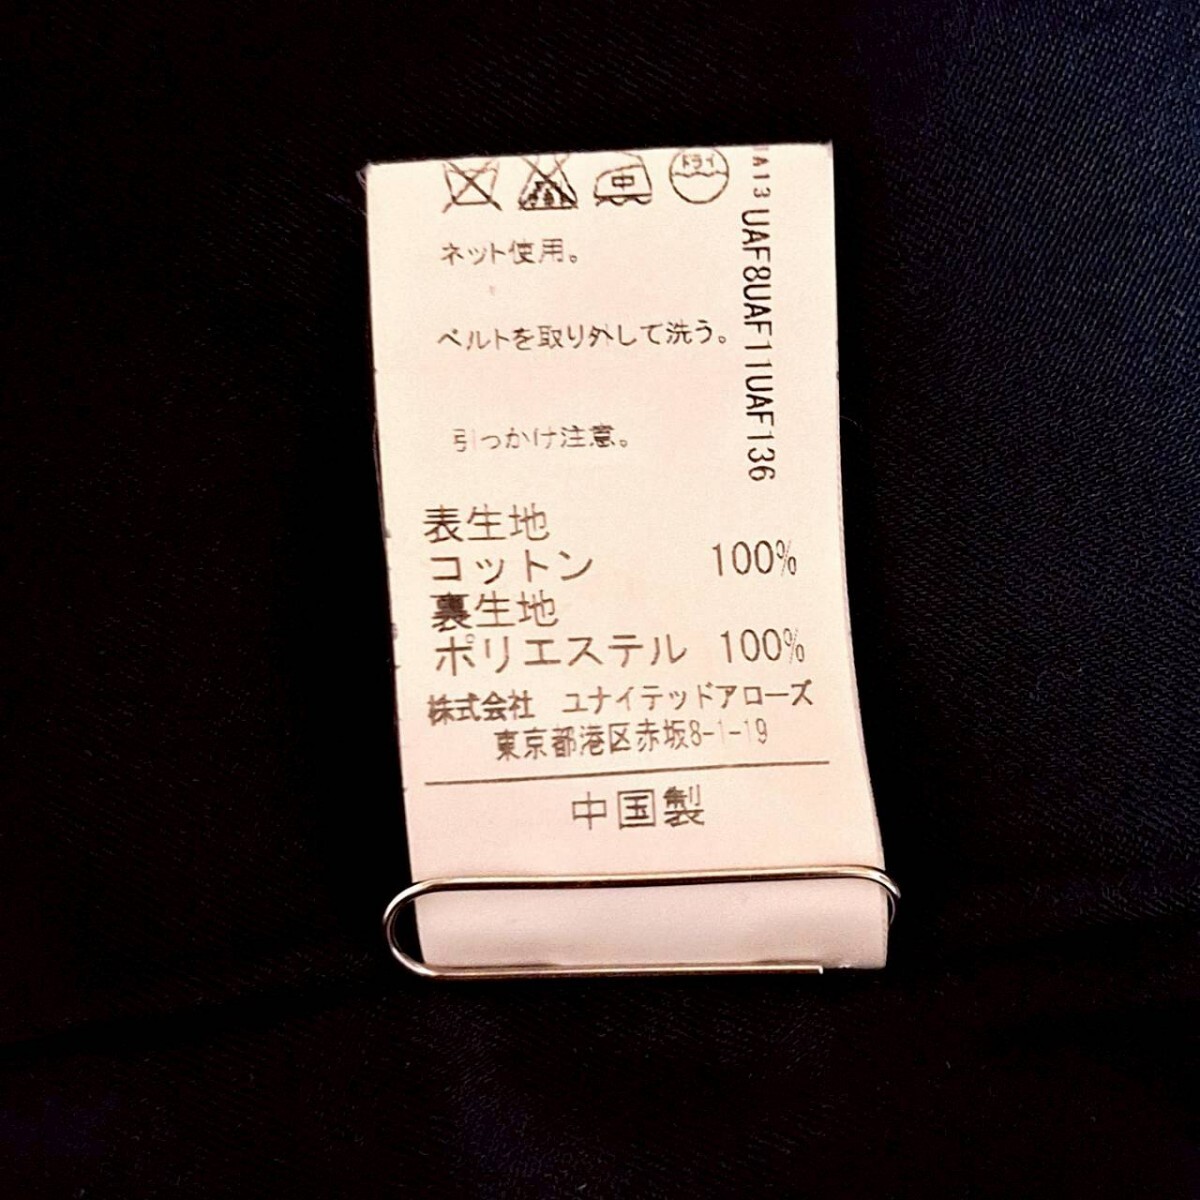 中 ドライ
ネット使用。
ベルトを取り外して洗う。
引っかけ注意。
表生地
コットン 100%
裏生地
ポリエステル 100%
株式会社 ユナイテッドアローズ
東京都港区赤坂8-1-19
中国製
A13 UAF8UAF11UAF136